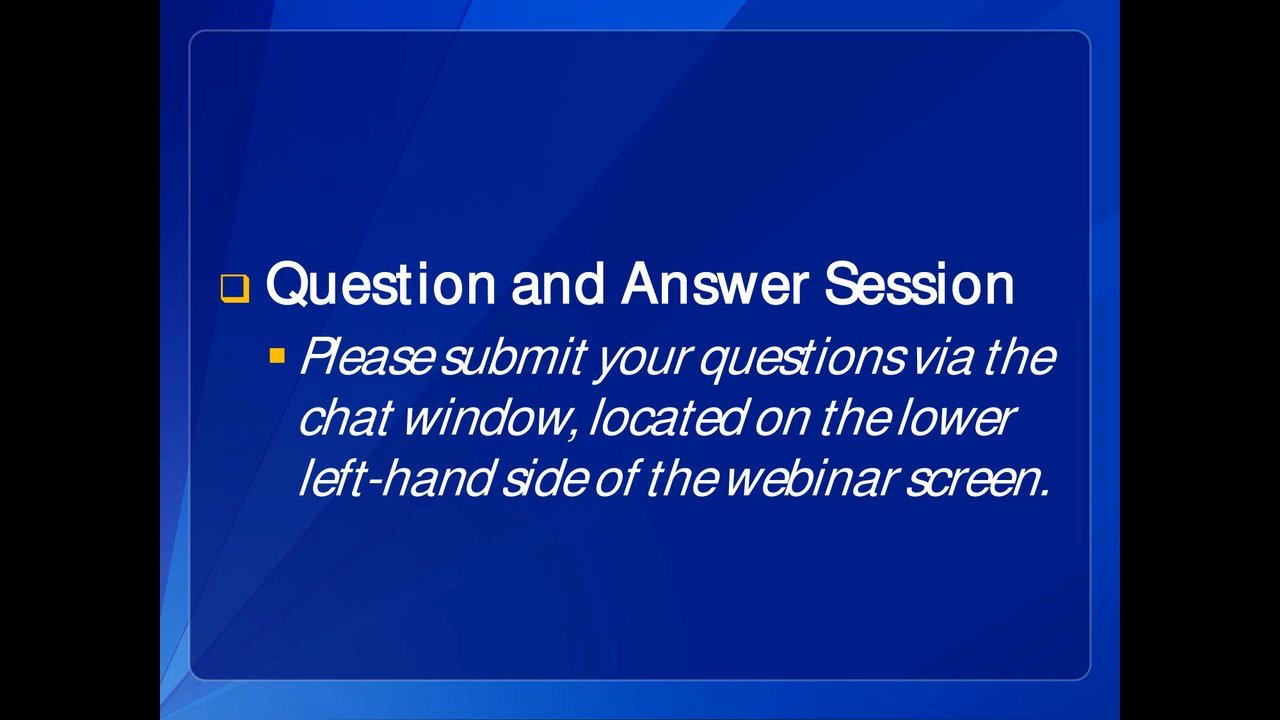 Question and Answer Session
Please submit your questions via the
chat window, located on the lower
left-hand side of the webinar screen.